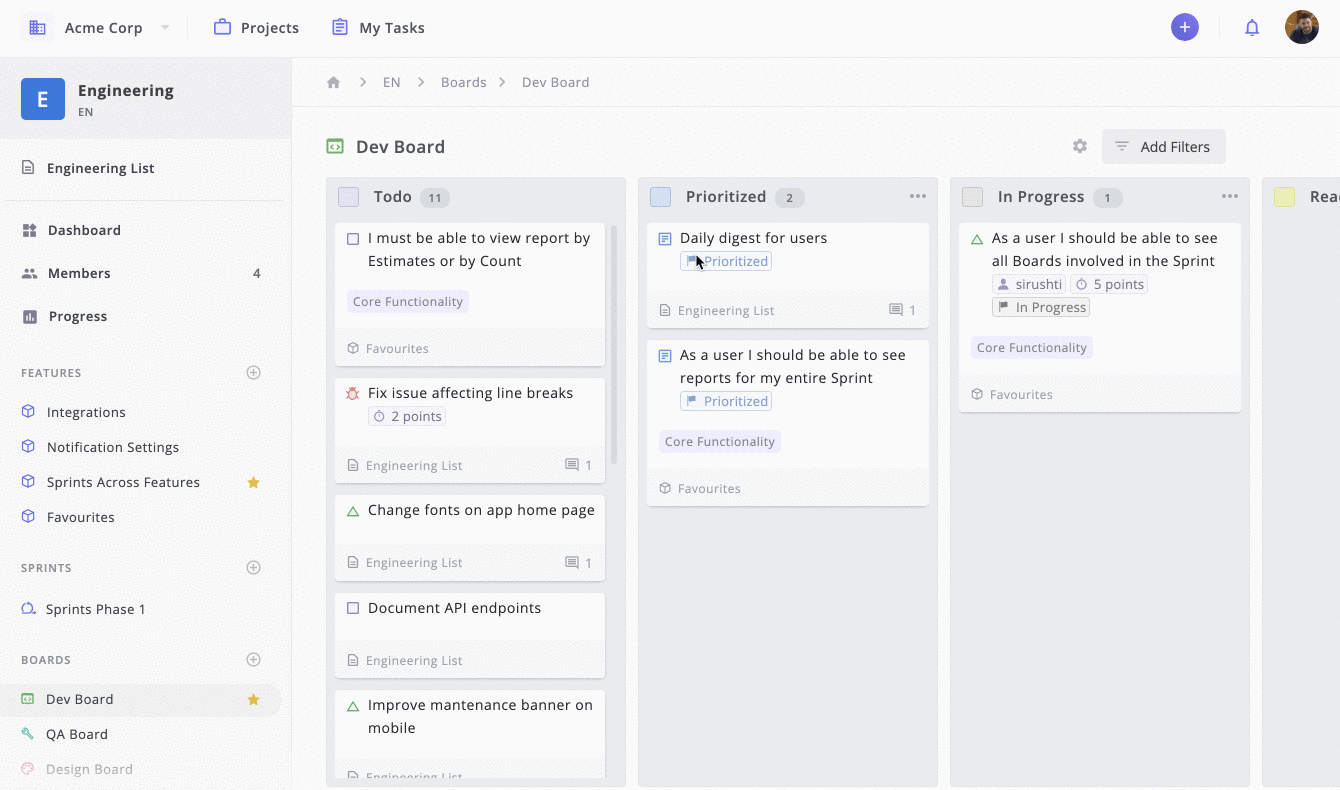 Acme Corp
Projects
My Tasks
E
Engineering
EN
EN
Boards
Dev Board
Engineering List
Dashboard
Members
4
Progress
FEATURES
Integrations
Notification Settings
Sprints Across Features
Favourites
SPRINTS
Sprints Phase 1
BOARDS
Dev Board
QA Board
Design Board
Dev Board
Add Filters
Todo 11
I must be able to view report by
Estimates or by Count
Core Functionality
Favourites
Fix issue affecting line breaks
2 points
Engineering List
1
Change fonts on app home page
Engineering List
1
Document API endpoints
Engineering List
Improve mantenance banner on
mobile
Engineering List
Prioritized 2
Daily digest for users
Prioritized
Engineering List
1
As a user I should be able to see
reports for my entire Sprint
Prioritized
Core Functionality
Favourites
In Progress 1
As a user I should be able to see
all Boards involved in the Sprint
sirushti
5 points
In Progress
Core Functionality
Favourites